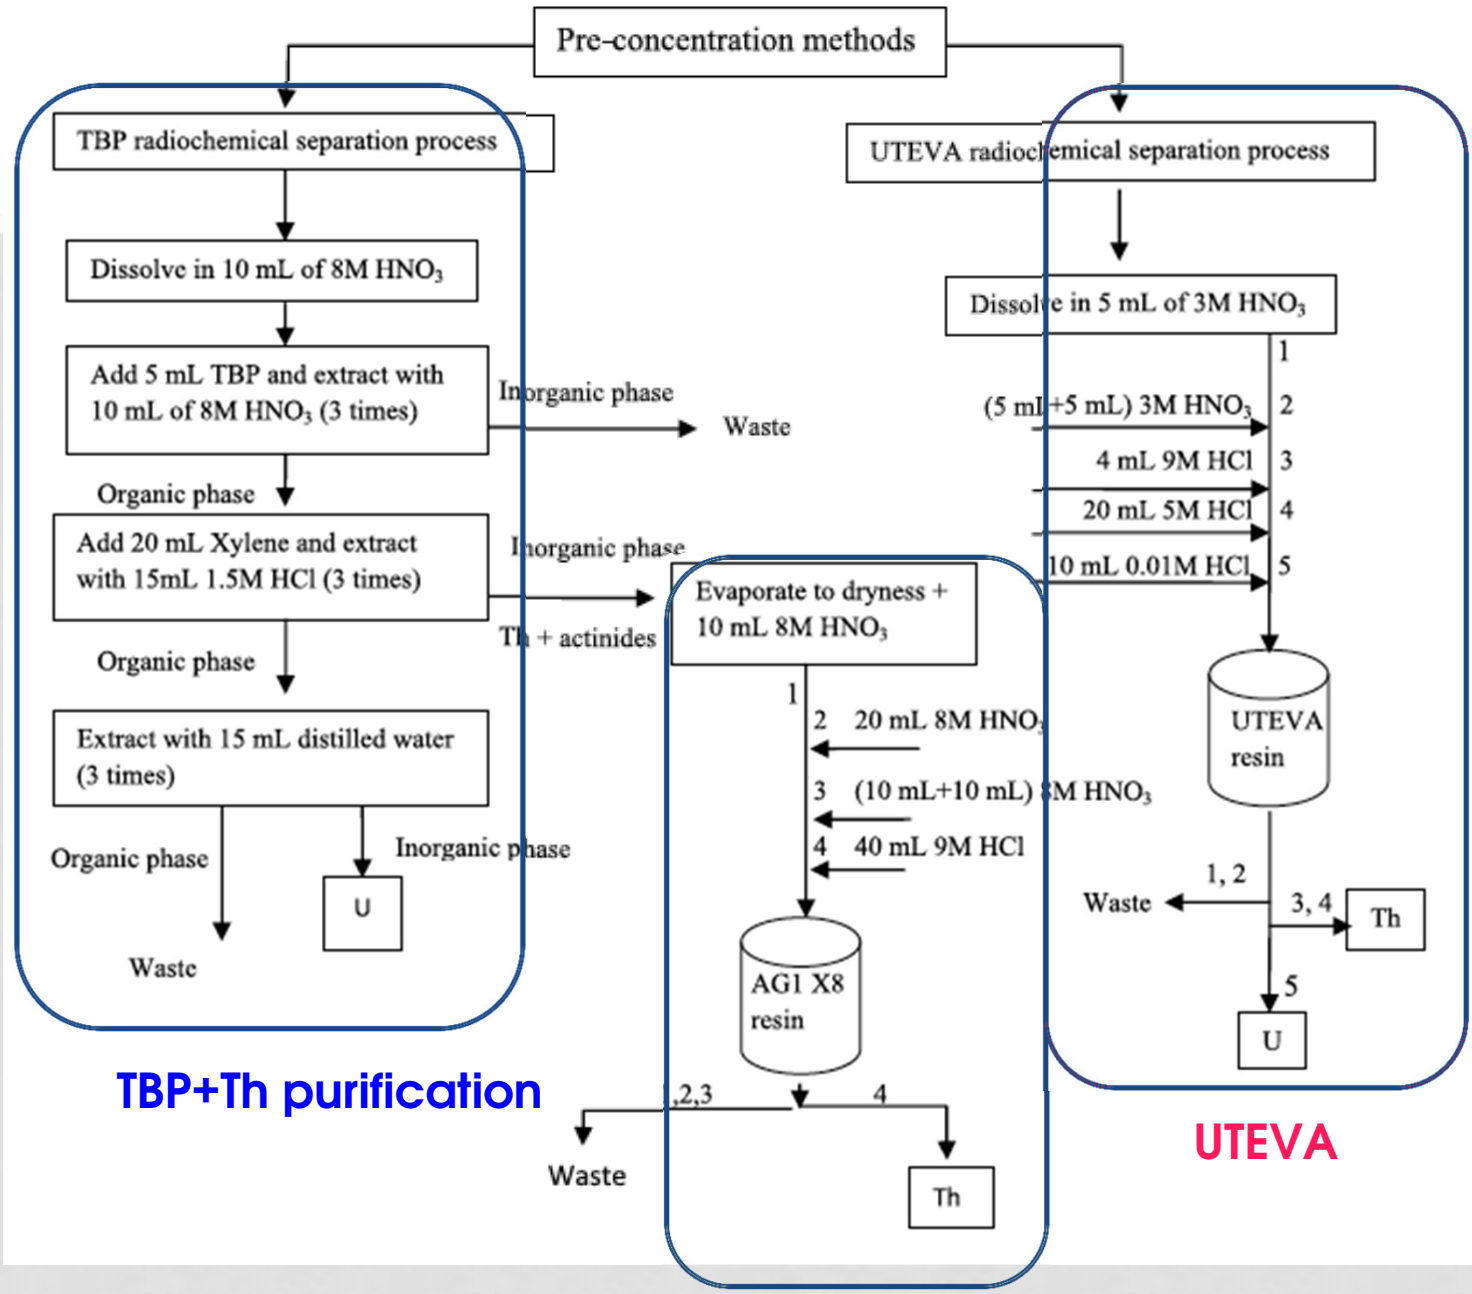 Pre-concentration methods
TBP radiochemical separation process
Dissolve in 10 mL of 8M HNO₃
Add 5 mL TBP and extract with
10 mL of 8M HNO₃ (3 times)
Inorganic phase
Waste
Organic phase
Add 20 mL Xylene and extract
with 15mL 1.5M HCl (3 times)
Inorganic phase
Th + actinides
Organic phase
Extract with 15 mL distilled water
(3 times)
Organic phase
Inorganic phase
U
Waste
TBP+Th purification
Evaporate to dryness +
10 mL 8M HNO₃
1
2 20 mL 8M HNO₃
3 (10 mL+10 mL) 8M HNO₃
4 40 mL 9M HCl
AG1 X8
resin
,2,3
4
Waste
Th
UTEVA radiochemical separation process
Dissolve in 5 mL of 3M HNO₃
1
(5 mL+5 mL) 3M HNO₃ 2
4 mL 9M HCl 3
20 mL 5M HCl 4
10 mL 0.01M HCl 5
UTEVA
resin
1, 2
Waste
3, 4
Th
5
U
UTEVA